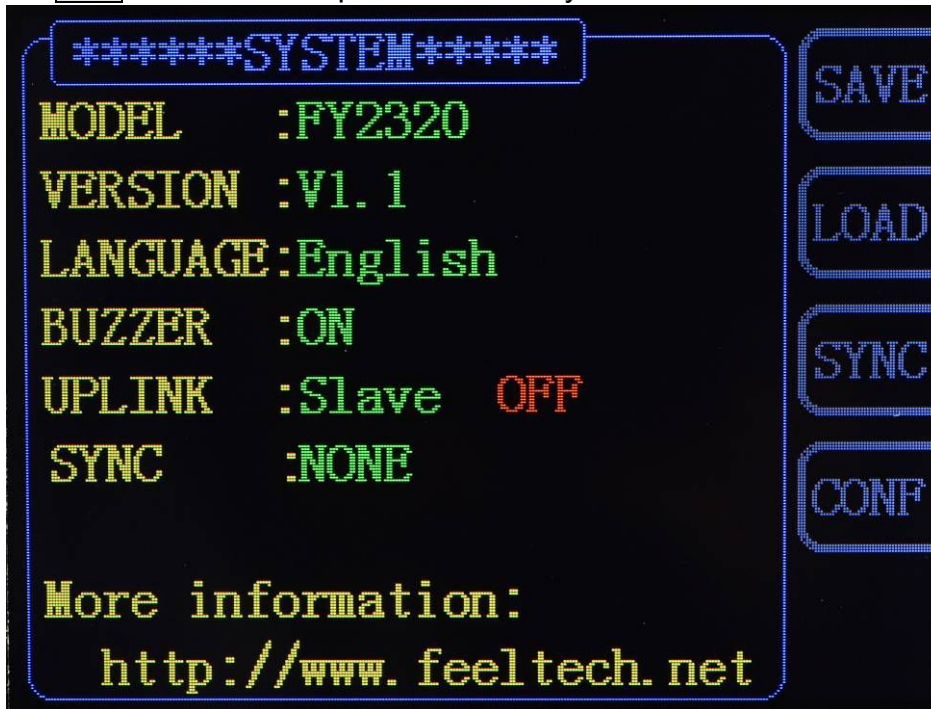 ******SYSTEM*****
MODEL :FY2320
VERSION :V1.1
LANGUAGE:English
BUZZER :ON
UPLINK :Slave OFF
SYNC :NONE
More information:
http://www.feeltech.net
SAVE
LOAD
SYNC
CONF